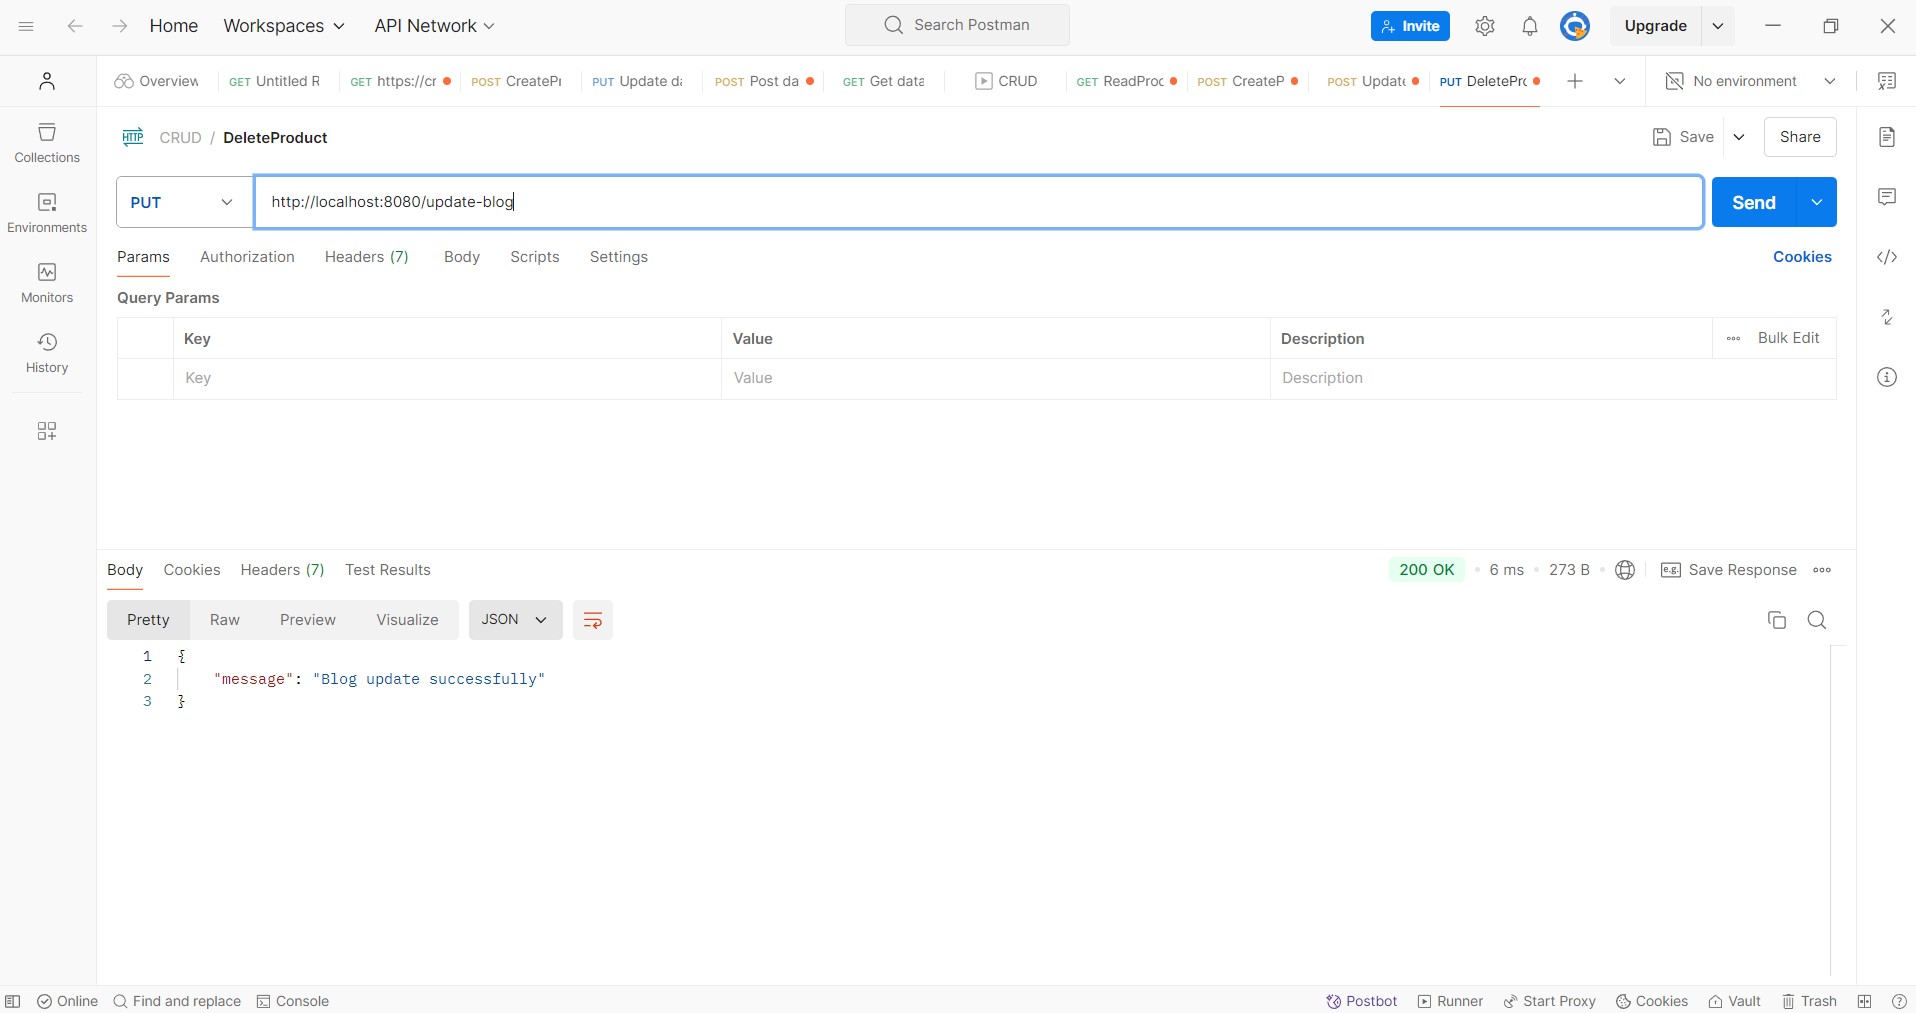 Home Workspaces API Network Search Postman Invite Upgrade
Overview GET Untitled R GET https://cr POST CreatePr PUT Update da POST Post da GET Get data CRUD GET ReadProd POST CreateP POST Update PUT DeletePro No environment
HTTP CRUD / DeleteProduct Save Share
Collections
Environments
Monitors
History
PUT http://localhost:8080/update-blog Send
Params Authorization Headers (7) Body Scripts Settings Cookies
Query Params
Key Value Description Bulk Edit
Key Value Description
Body Cookies Headers (7) Test Results 200 OK 6 ms 273 B e.g. Save Response
Pretty Raw Preview Visualize JSON
1 {
2 "message": "Blog update successfully"
3 }
Online Find and replace Console Postbot Runner Start Proxy Cookies Vault Trash